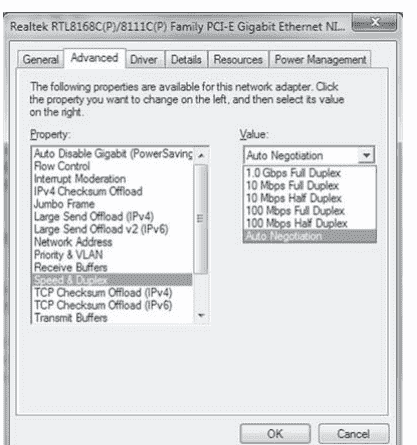 Realtek RTL8168C(P)/8111C(P) Family PCI-E Gigabit Ethernet NI...
General Advanced Driver Details Resources Power Management
The following properties are available for this network adapter. Click
the property you want to change on the left, and then select its value
on the right.
Property:
Auto Disable Gigabit (PowerSaving
Flow Control
Interrupt Moderation
IPv4 Checksum Offload
Jumbo Frame
Large Send Offload (IPv4)
Large Send Offload v2 (IPv6)
Network Address
Priority & VLAN
Receive Buffers
Speed & Duplex
TCP Checksum Offload (IPv4)
TCP Checksum Offload (IPv6)
Transmit Buffers
Value:
Auto Negotiation
1.0 Gbps Full Duplex
10 Mbps Full Duplex
10 Mbps Half Duplex
100 Mbps Full Duplex
100 Mbps Half Duplex
Auto Negotiation
OK Cancel